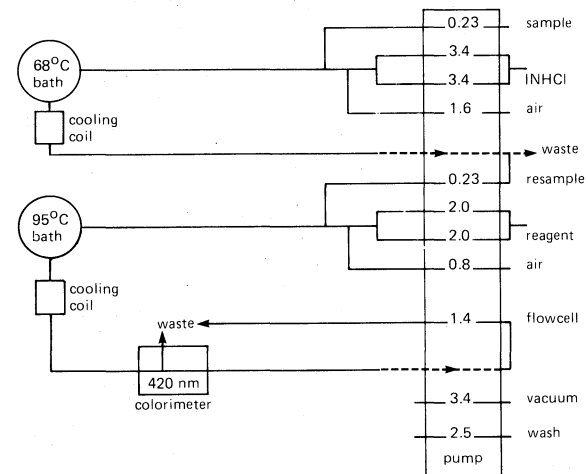 0.23 sample
68°C
bath
3.4
3.4 INHCl
cooling
coil
1.6 air
waste
0.23 resample
95°C
bath
2.0
2.0 reagent
0.8 air
cooling
coil
waste
1.4 flowcell
420 nm
colorimeter
3.4 vacuum
2.5 wash
pump